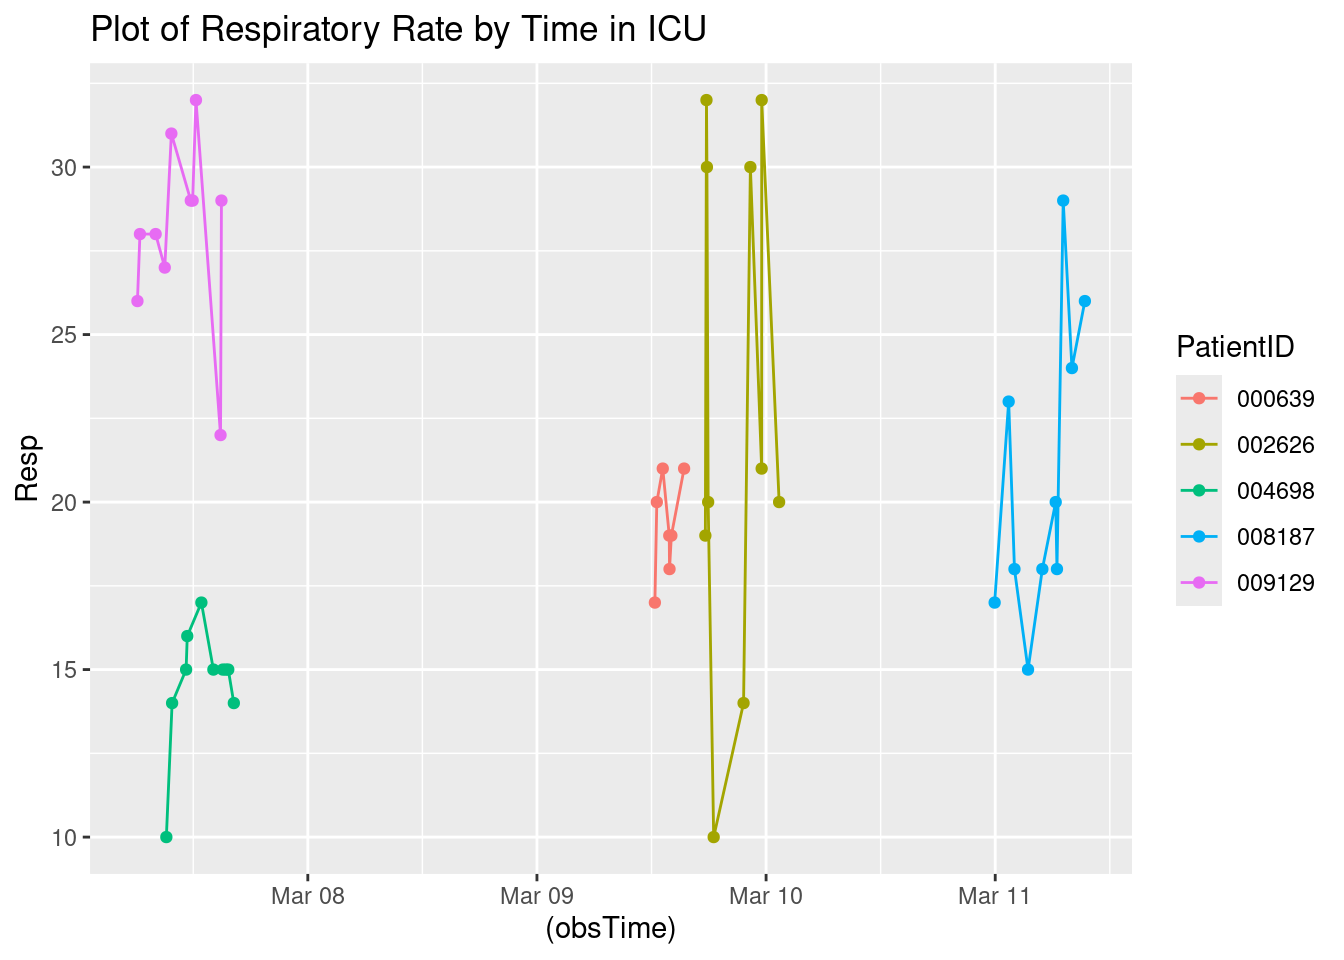 Plot of Respiratory Rate by Time in ICU
Resp
30
25
20
15
10
Mar 08
Mar 09
Mar 10
Mar 11
(obsTime)
PatientID
000639
002626
004698
008187
009129